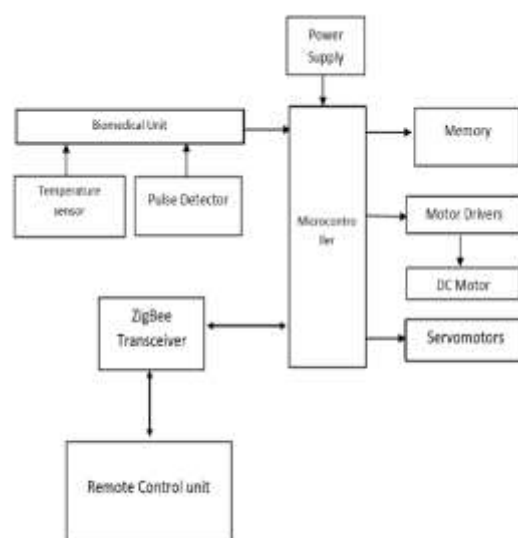 Power
Supply
Biomedical Unit
Memory
Temperature
sensor
Pulse Detector
Microcontro
ller
Motor Drivers
DC Motor
ZigBee
Transceiver
Servomotors
Remote Control unit